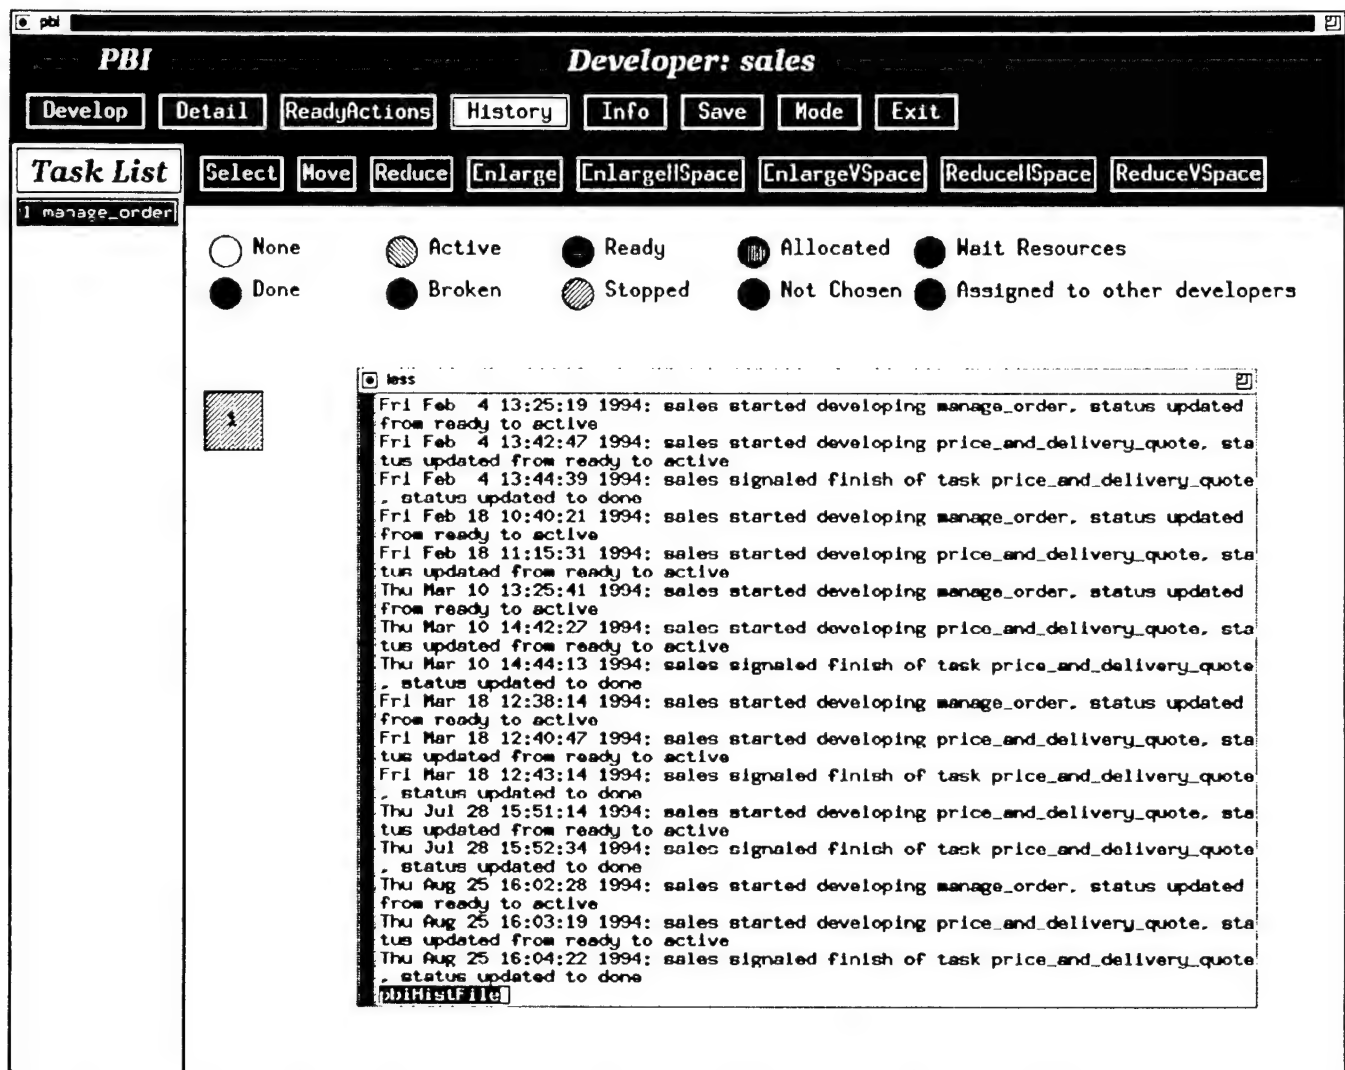 pbi
PBI Developer: sales
Develop Detail ReadyActions History Info Save Mode Exit
Task List Select Move Reduce Enlarge EnlargeHSpace EnlargeVSpace ReduceHSpace ReduceVSpace
1 manage_order
None Active Ready Allocated Wait Resources
Done Broken Stopped Not Chosen Assigned to other developers
less
1
Fri Feb 4 13:25:19 1994: sales started developing manage_order, status updated
from ready to active
Fri Feb 4 13:42:47 1994: sales started developing price_and_delivery_quote, sta
tus updated from ready to active
Fri Feb 4 13:44:39 1994: sales signaled finish of task price_and_delivery_quote
, status updated to done
Fri Feb 18 10:40:21 1994: sales started developing manage_order, status updated
from ready to active
Fri Feb 18 11:15:31 1994: sales started developing price_and_delivery_quote, sta
tus updated from ready to active
Thu Mar 10 13:25:41 1994: sales started developing manage_order, status updated
from ready to active
Thu Mar 10 14:42:27 1994: sales started developing price_and_delivery_quote, sta
tus updated from ready to active
Thu Mar 10 14:44:13 1994: sales signaled finish of task price_and_delivery_quote
, status updated to done
Fri Mar 18 12:38:14 1994: sales started developing manage_order, status updated
from ready to active
Fri Mar 18 12:40:47 1994: sales started developing price_and_delivery_quote, sta
tus updated from ready to active
Fri Mar 18 12:43:14 1994: sales signaled finish of task price_and_delivery_quote
, status updated to done
Thu Jul 28 15:51:14 1994: sales started developing price_and_delivery_quote, sta
tus updated from ready to active
Thu Jul 28 15:52:34 1994: sales signaled finish of task price_and_delivery_quote
, status updated to done
Thu Aug 25 16:02:28 1994: sales started developing manage_order, status updated
from ready to active
Thu Aug 25 16:03:19 1994: sales started developing price_and_delivery_quote, sta
tus updated from ready to active
Thu Aug 25 16:04:22 1994: sales signaled finish of task price_and_delivery_quote
, status updated to done
pbiHistFile